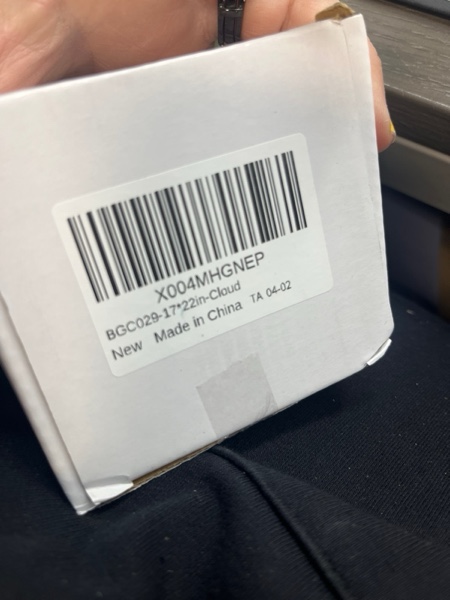 X004MHGNEP
BGC029-17*22in-Cloud
New Made in China TA 04-02